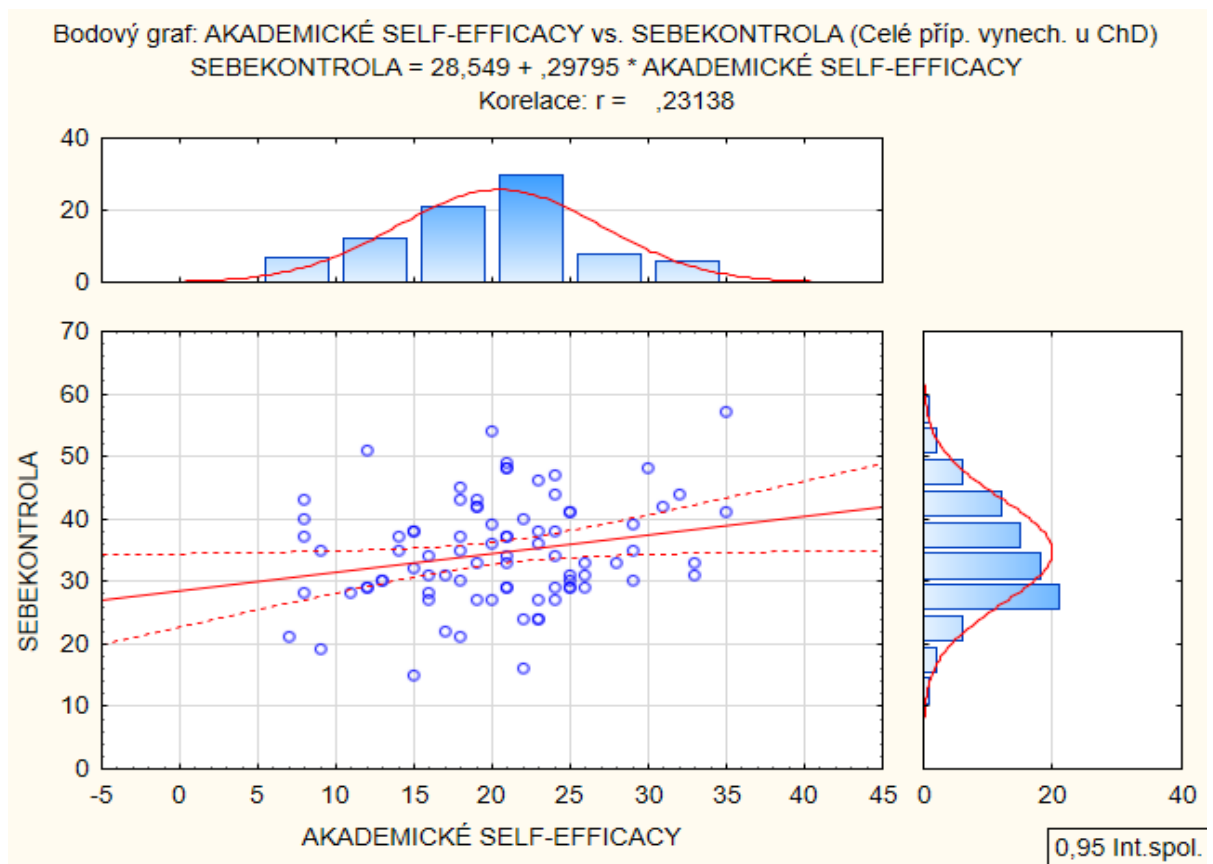 Bodový graf: AKADEMICKÉ SELF-EFFICACY vs. SEBEKONTROLA (Celé příp. vynech. u ChD)
SEBEKONTROLA = 28,549 + ,29795 * AKADEMICKÉ SELF-EFFICACY
Korelace: r = ,23138
40
20
0
70
60
50
40
30
20
10
0
SEBEKONTROLA
-5 0 5 10 15 20 25 30 35 40 45
AKADEMICKÉ SELF-EFFICACY
0 20 40
0,95 Int.spol.